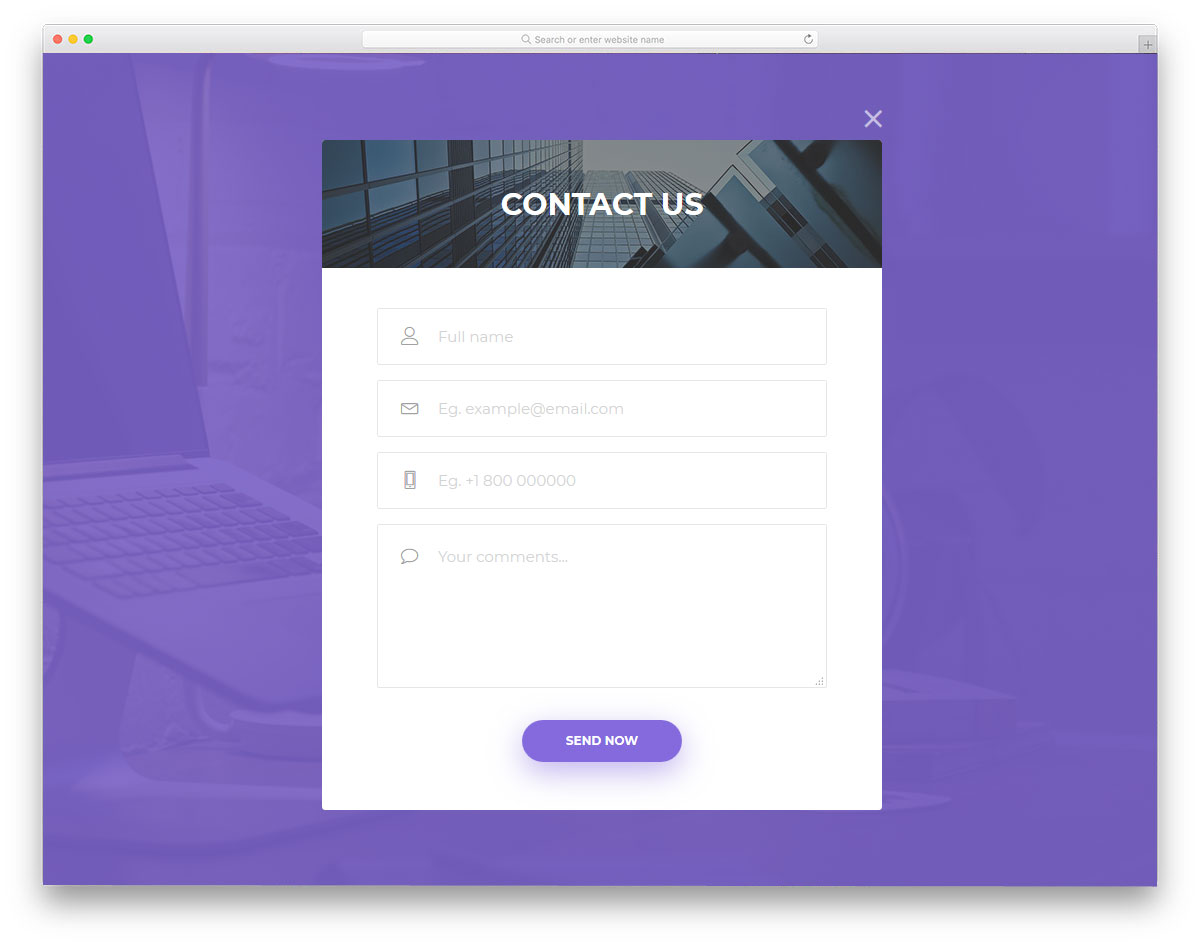 Search or enter website name
CONTACT US
Full name
Eg. example@email.com
Eg. +1 800 000000
Your comments...
SEND NOW